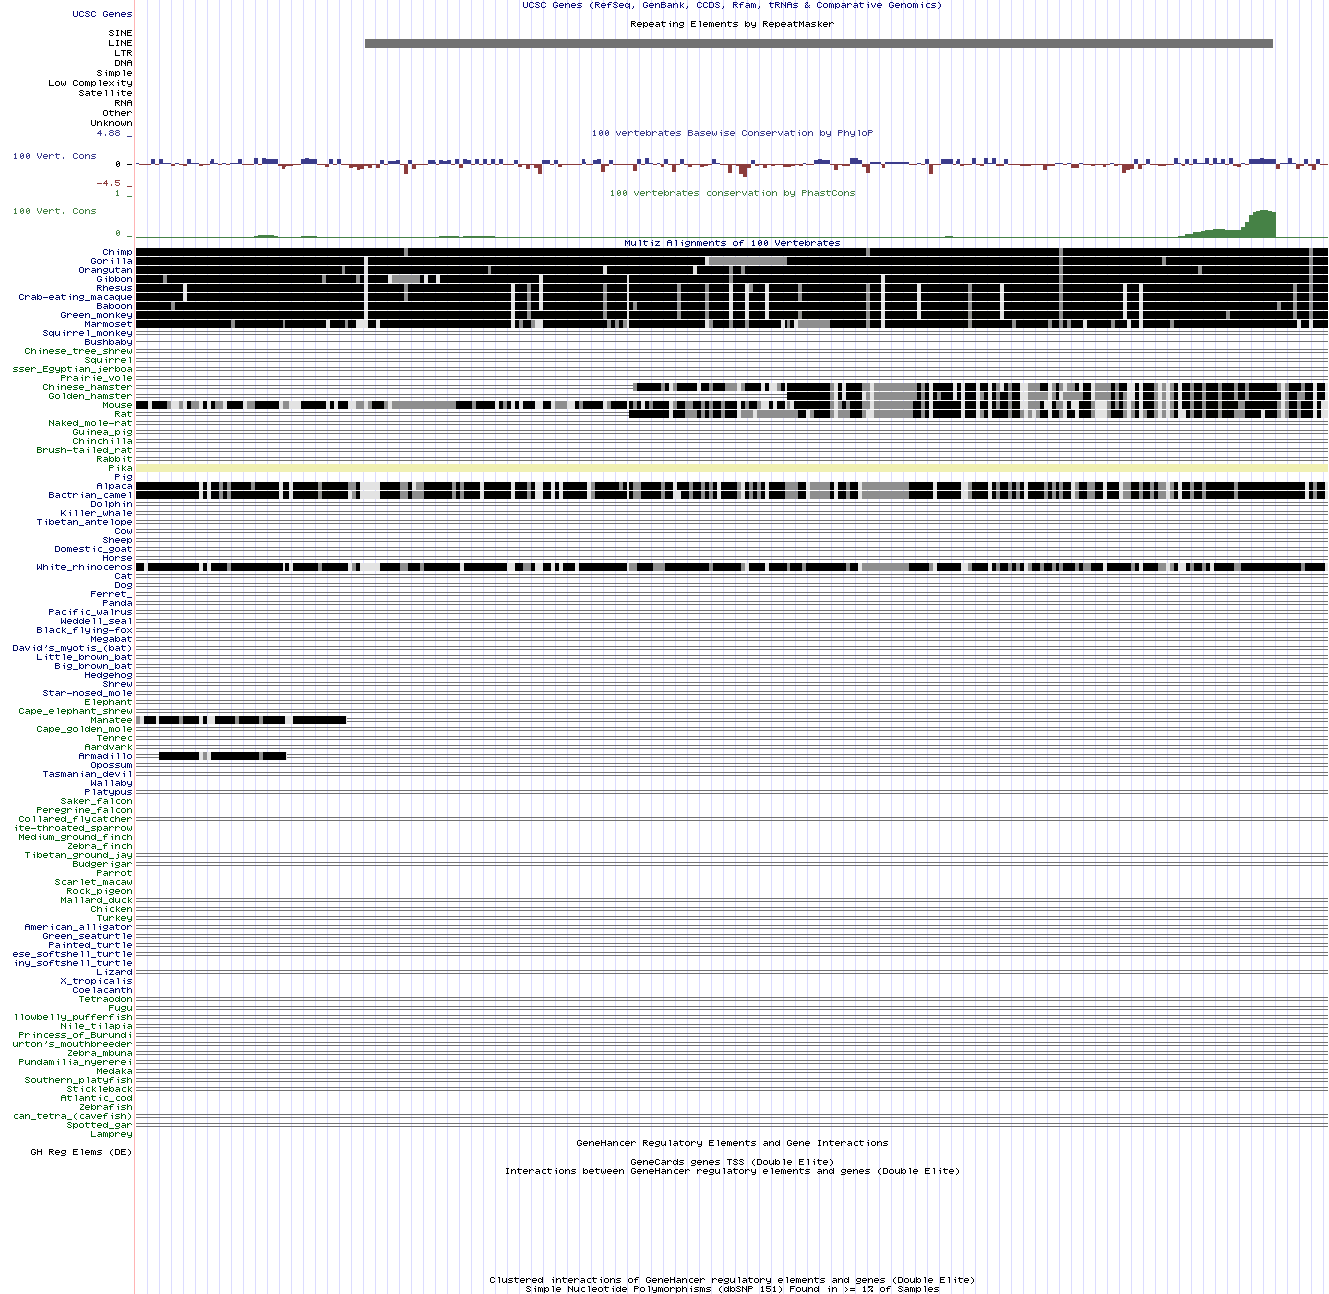 UCSC Genes (RefSeq, GenBank, CCDS, Rfam, tRNAs & Comparative Genomics)
UCSC Genes
Repeating Elements by RepeatMasker
SINE
LINE
LTR
DNA
Simple
Low Complexity
Satellite
RNA
Other
Unknown
4.88 _
100 vertebrates Basewise Conservation by PhyloP
100 Vert. Cons
0 -
-4.5 _
1 _
100 vertebrates conservation by PhastCons
100 Vert. Cons
0 _
Multiz Alignments of 100 Vertebrates
Chimp
Gorilla
Orangutan
Gibbon
Rhesus
Crab-eating_macaque
Baboon
Green_monkey
Marmoset
Squirrel_monkey
Bushbaby
Chinese_tree_shrew
Squirrel
sser_Egyptian_jerboa
Prairie_vole
Chinese_hamster
Golden_hamster
Mouse
Rat
Naked_mole-rat
Guinea_pig
Chinchilla
Brush-tailed_rat
Rabbit
Pika
Pig
Alpaca
Bactrian_camel
Dolphin
Killer_whale
Tibetan_antelope
Cow
Sheep
Domestic_goat
Horse
White_rhinoceros
Cat
Dog
Ferret_
Panda
Pacific_walrus
Weddell_seal
Black_flying-fox
Megabat
David's_myotis_(bat)
Little_brown_bat
Big_brown_bat
Hedgehog
Shrew
Star-nosed_mole
Elephant
Cape_elephant_shrew
Manatee
Cape_golden_mole
Tenrec
Aardvark
Armadillo
Opossum
Tasmanian_devil
Wallaby
Platypus
Saker_falcon
Peregrine_falcon
Collared_flycatcher
ite-throated_sparrow
Medium_ground_finch
Zebra_finch
Tibetan_ground_jay
Budgerigar
Parrot
Scarlet_macaw
Rock_pigeon
Mallard_duck
Chicken
Turkey
American_alligator
Green_seaturtle
Painted_turtle
ese_softshell_turtle
iny_softshell_turtle
Lizard
X_tropicalis
Coelacanth
Tetraodon
Fugu
llowbelly_pufferfish
Nile_tilapia
Princess_of_Burundi
urton's_mouthbreeder
Zebra_mbuna
Pundamilia_nyererei
Medaka
Southern_platyfish
Stickleback
Atlantic_cod
Zebrafish
can_tetra_(cavefish)
Spotted_gar
Lamprey
GeneHancer Regulatory Elements and Gene Interactions
GH Reg Elems (DE)
GeneCards genes TSS (Double Elite)
Interactions between GeneHancer regulatory elements and genes (Double Elite)
Clustered interactions of GeneHancer regulatory elements and genes (Double Elite)
Simple Nucleotide Polymorphisms (dbSNP 151) Found in >= 1% of Samples